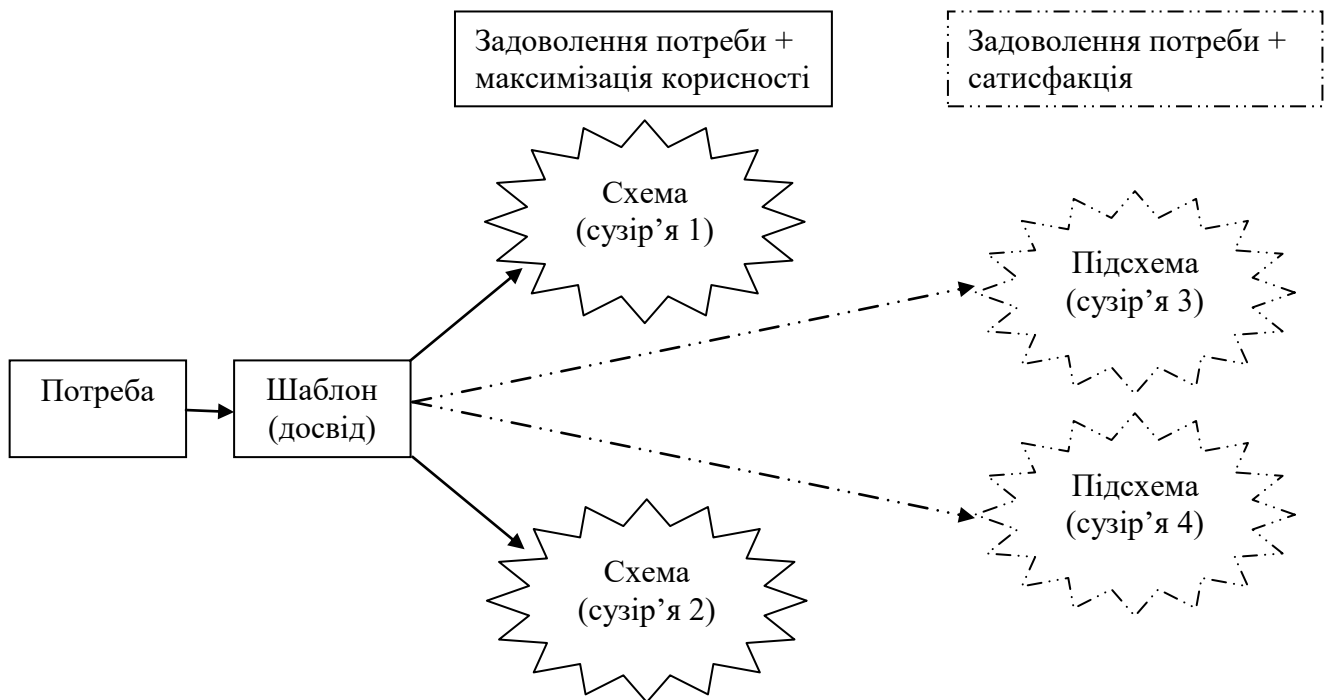 Задоволення потреби +
максимізація корисності
Задоволення потреби +
сатисфакція
Схема
(сузір’я 1)
Підсхема
(сузір’я 3)
Потреба
Шаблон
(досвід)
Підсхема
(сузір’я 4)
Схема
(сузір’я 2)